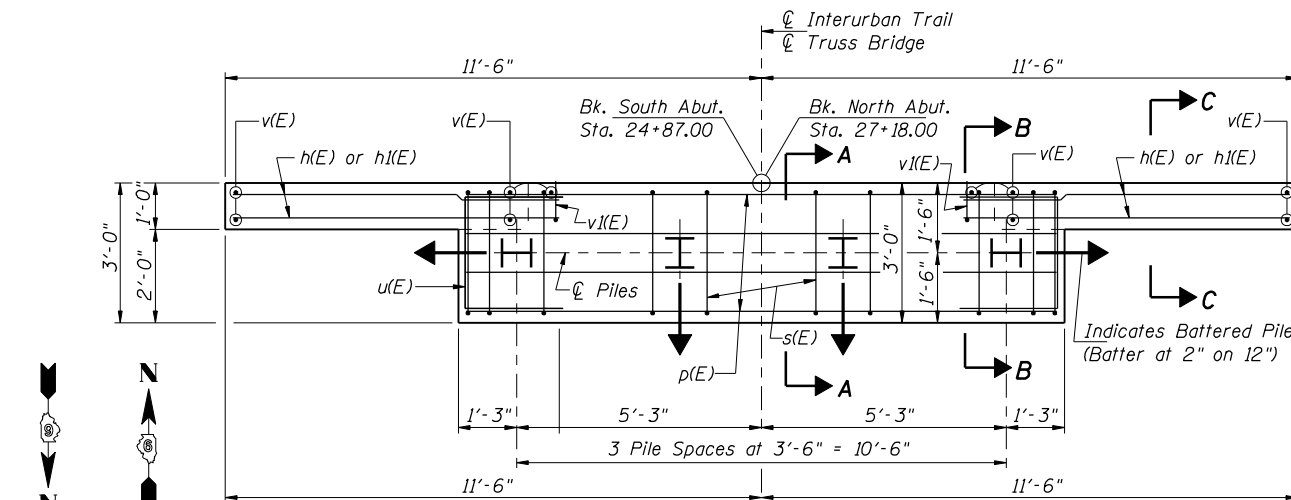 ℄ Interurban Trail
℄ Truss Bridge
11'-6"
11'-6"
Bk. South Abut.
Sta. 24+87.00
Bk. North Abut.
Sta. 27+18.00
C
B
A
v(E)
v(E)
v(E)
v(E)
h(E) or h1(E)
h(E) or h1(E)
v1(E)
v1(E)
3'-0"
1'-0"
2'-0"
3'-0"
1'-6"
1'-6"
u(E)
℄ Piles
s(E)
p(E)
C
Indicates Battered Pile
(Batter at 2" on 12")
B
A
N
9
N
6
1'-3"
5'-3"
5'-3"
1'-3"
3 Pile Spaces at 3'-6" = 10'-6"
11'-6"
11'-6"